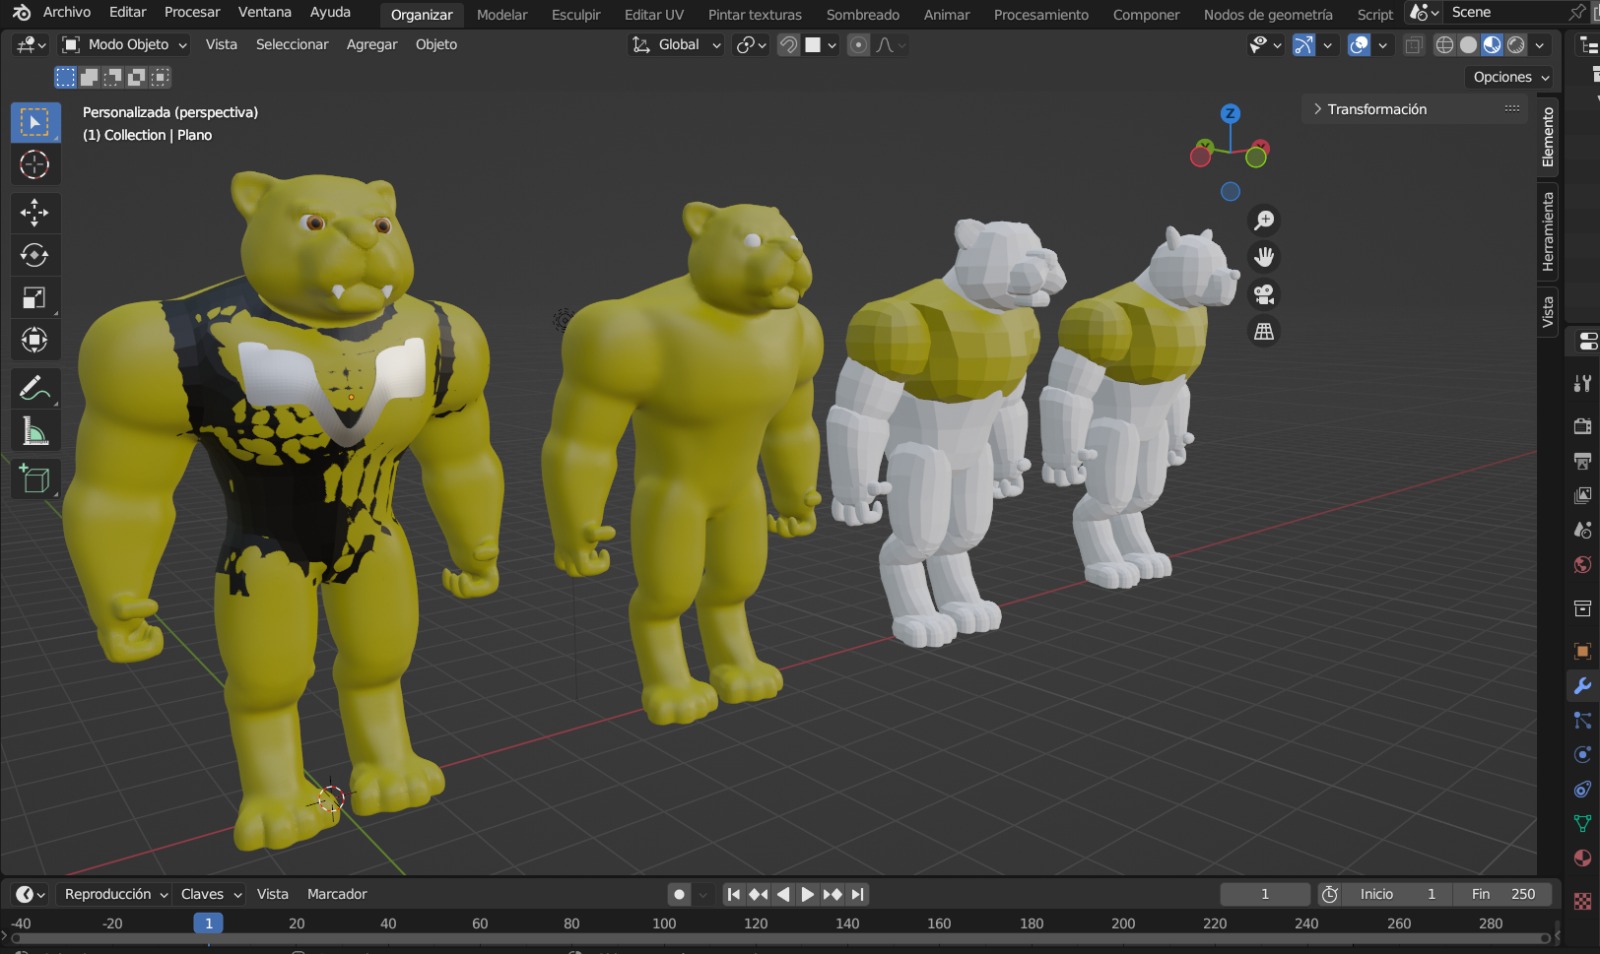 Archivo Editar Procesar Ventana Ayuda Organizar Modelar Esculpir Editar UV Pintar texturas Sombreado Animar Procesamiento Componer Nodos de geometría Script Scene
Modo Objeto Vista Seleccionar Agregar Objeto Global
Opciones
Personalizada (perspectiva)
(1) Collection | Plano
Z
Y
Transformación
Elemento
Herramienta
Vista
Reproducción Claves Vista Marcador 1 Inicio 1 Fin 250
-40 -20 1 20 40 60 80 100 120 140 160 180 200 220 240 260 280